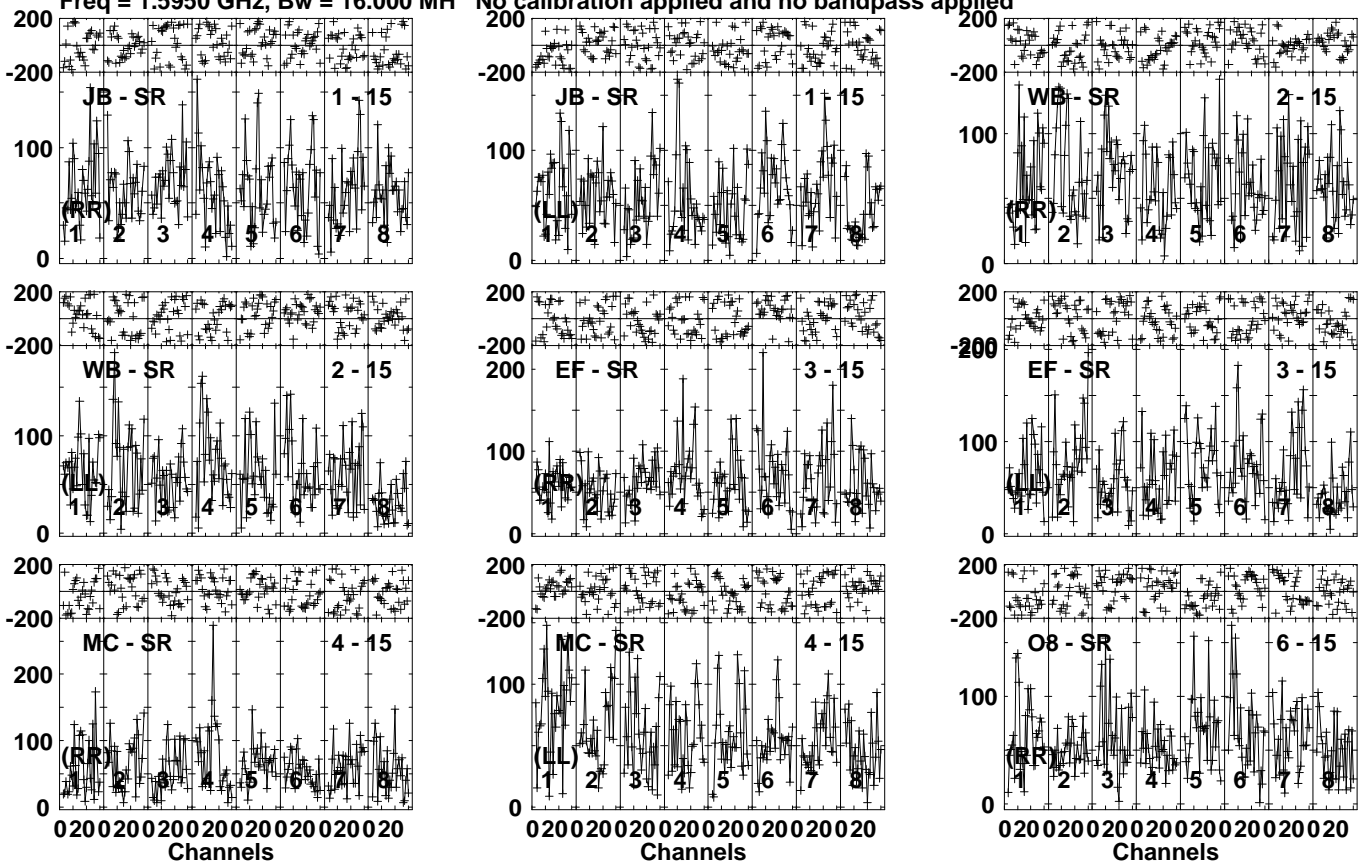 Freq = 1.5950 GHz, Bw = 16.000 MH No calibration applied and no bandpass applied
200
-200
JB - SR 1 - 15
100
(RR)
1 2 3 4 5 6 7 8
0
200
-200
JB - SR 1 - 15
100
(LL)
1 2 3 4 5 6 7 8
0
200
-200
WB - SR 2 - 15
100
(RR)
1 2 3 4 5 6 7 8
0
200
-200
WB - SR 2 - 15
100
(LL)
1 2 3 4 5 6 7 8
0
200
-200
EF - SR 3 - 15
200
100
(RR)
1 2 3 4 5 6 7 8
0
200
-200
200
EF - SR 3 - 15
100
(LL)
1 2 3 4 5 6 7 8
0
200
-200
MC - SR 4 - 15
200
100
(RR)
1 2 3 4 5 6 7 8
0
0 20 0 20 0 20 0 20 0 20 0 20 0 20 0 20
Channels
200
-200
MC - SR 4 - 15
100
(LL)
1 2 3 4 5 6 7 8
0
0 20 0 20 0 20 0 20 0 20 0 20 0 20 0 20
Channels
200
-200
O8 - SR 6 - 15
100
(RR)
1 2 3 4 5 6 7 8
0
0 20 0 20 0 20 0 20 0 20 0 20 0 20 0 20
Channels